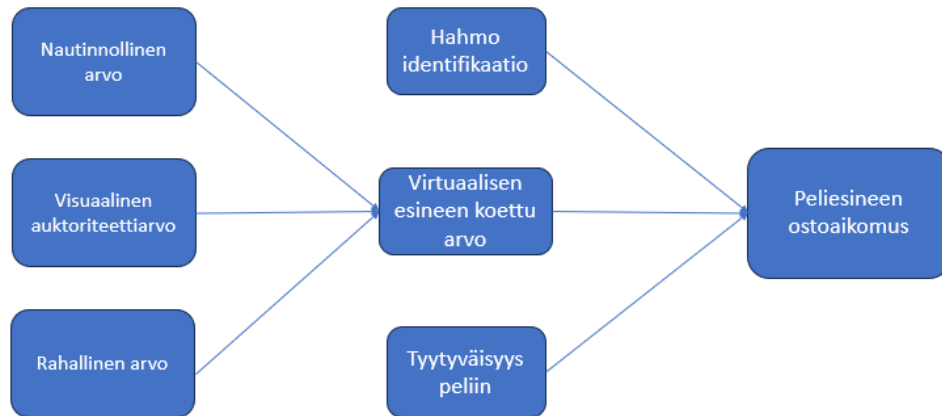 Nautinnollinen
arvo
Visuaalinen
auktoriteettiarvo
Rahallinen arvo
Hahmo
identifikaatio
Virtuaalisen
esineen koettu
arvo
Tyytyväisyys
peliin
Peliesineen
ostoaikomus